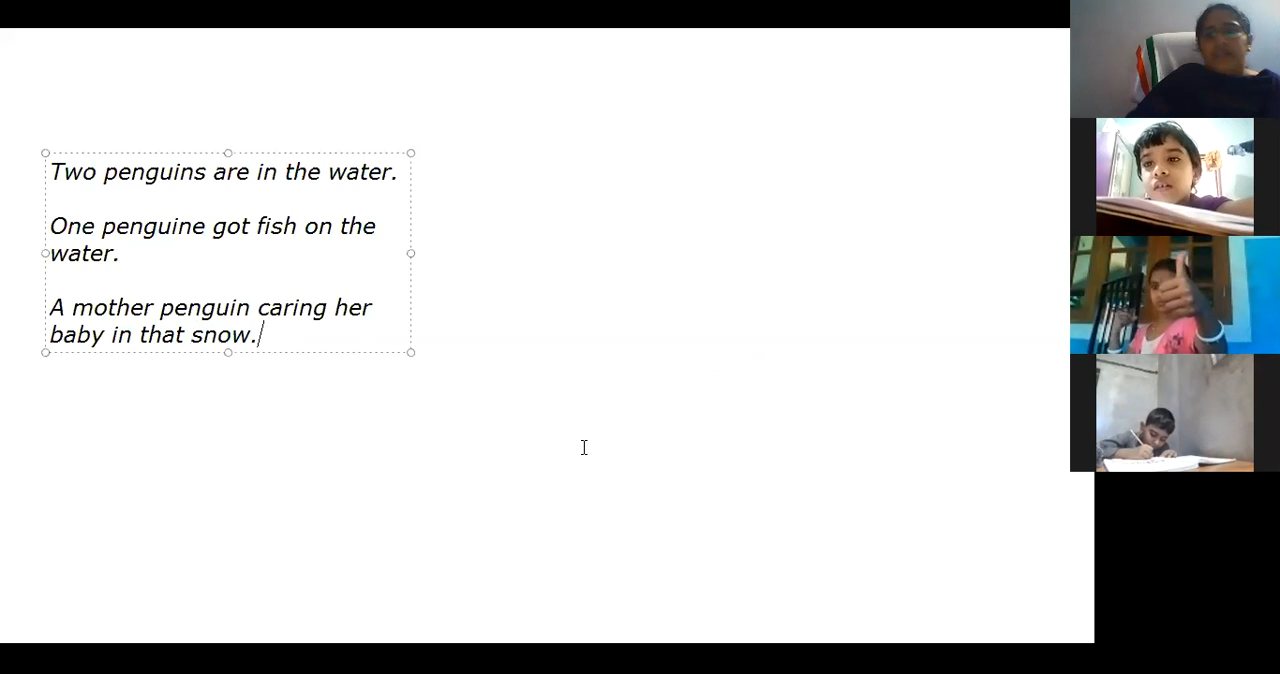 Two penguins are in the water.
One penguine got fish on the
water.
A mother penguin caring her
baby in that snow.